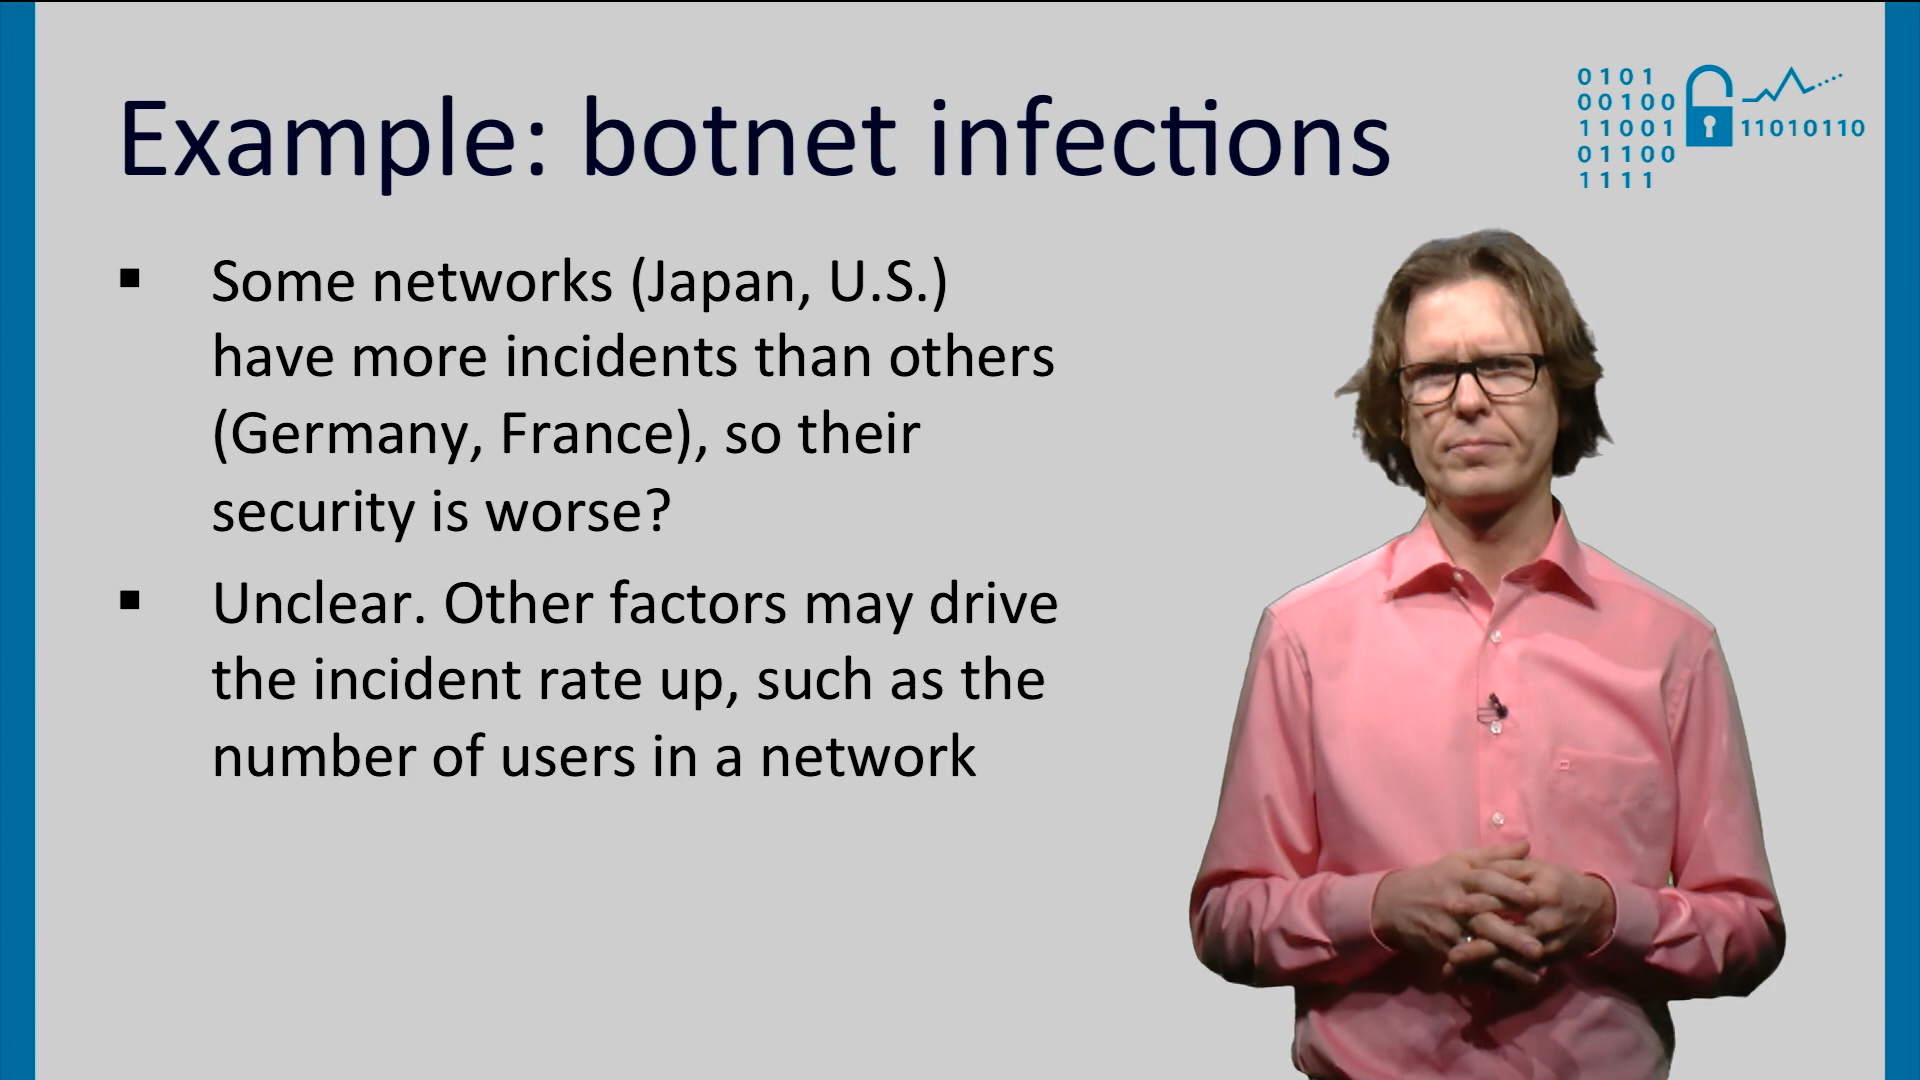 Example: botnet infections
0101
00100
11001
01100
1111
11010110
▪ Some networks (Japan, U.S.)
have more incidents than others
(Germany, France), so their
security is worse?
▪ Unclear. Other factors may drive
the incident rate up, such as the
number of users in a network